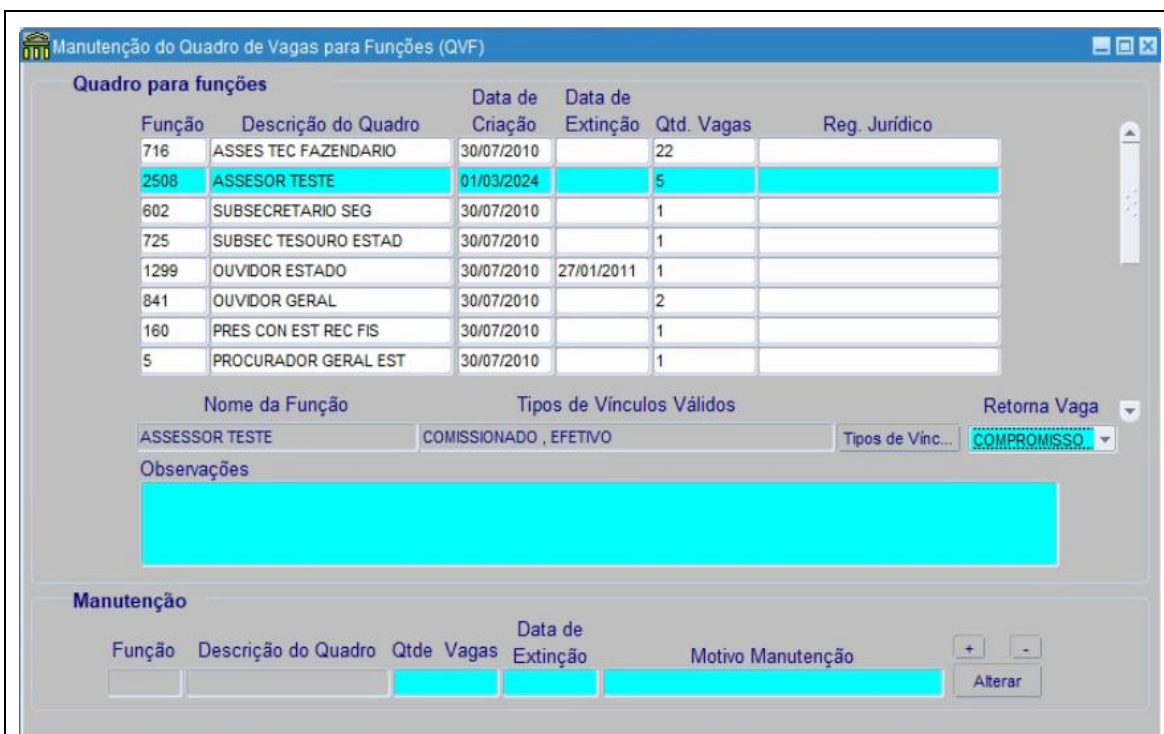 Manutenção do Quadro de Vagas para Funções (QVF)
Quadro para funções
Data de Data de
Função Descrição do Quadro Criação Extinção Qtd. Vagas Reg. Jurídico
716 ASSES TEC FAZENDARIO 30/07/2010 22
2508 ASSESOR TESTE 01/03/2024 5
602 SUBSECRETARIO SEG 30/07/2010 1
725 SUBSEC TESOURO ESTAD 30/07/2010 1
1299 OUVIDOR ESTADO 30/07/2010 27/01/2011 1
841 OUVIDOR GERAL 30/07/2010 2
160 PRES CON EST REC FIS 30/07/2010 1
5 PROCURADOR GERAL EST 30/07/2010 1
Nome da Função Tipos de Vínculos Válidos Retorna Vaga
ASSESSOR TESTE COMISSIONADO , EFETIVO Tipos de Vínc... COMPROMISSO
Observações
Manutenção
Data de
Função Descrição do Quadro Qtde Vagas Extinção Motivo Manutenção + -
Alterar